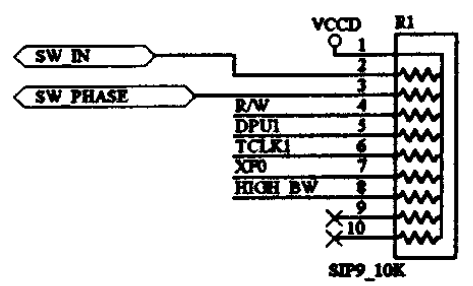 VCCD R1
1
SW_IN
2
SW_PHASE 3
R/W 4
DPU1 5
TCLK1 6
XF0 7
HIGH_BW 8
9
10
SIP9_10K